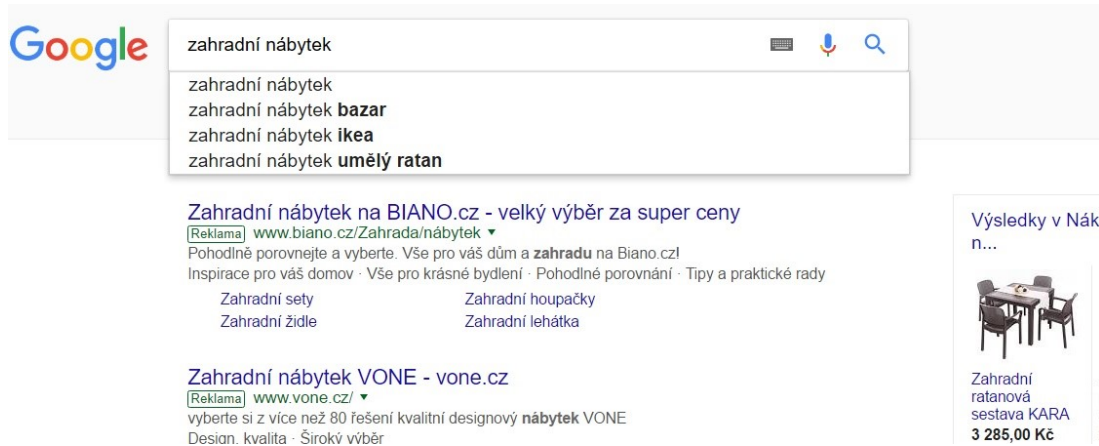 Google
zahradní nábytek
zahradní nábytek
zahradní nábytek bazar
zahradní nábytek ikea
zahradní nábytek umělý ratan
Zahradní nábytek na BIANO.cz - velký výběr za super ceny
Reklama www.biano.cz/Zahrada/nábytek
Pohodlně porovnejte a vyberte. Vše pro váš dům a zahradu na Biano.cz!
Inspirace pro váš domov · Vše pro krásné bydlení · Pohodlné porovnání · Tipy a praktické rady
Zahradní sety Zahradní houpačky
Zahradní židle Zahradní lehátka
Zahradní nábytek VONE - vone.cz
Reklama www.vone.cz/
vyberte si z více než 80 řešení kvalitní designový nábytek VONE
Design, kvalita · Široký výběr
Výsledky v Nák
n...
Zahradní
ratanová
sestava KARA
3 285,00 Kč